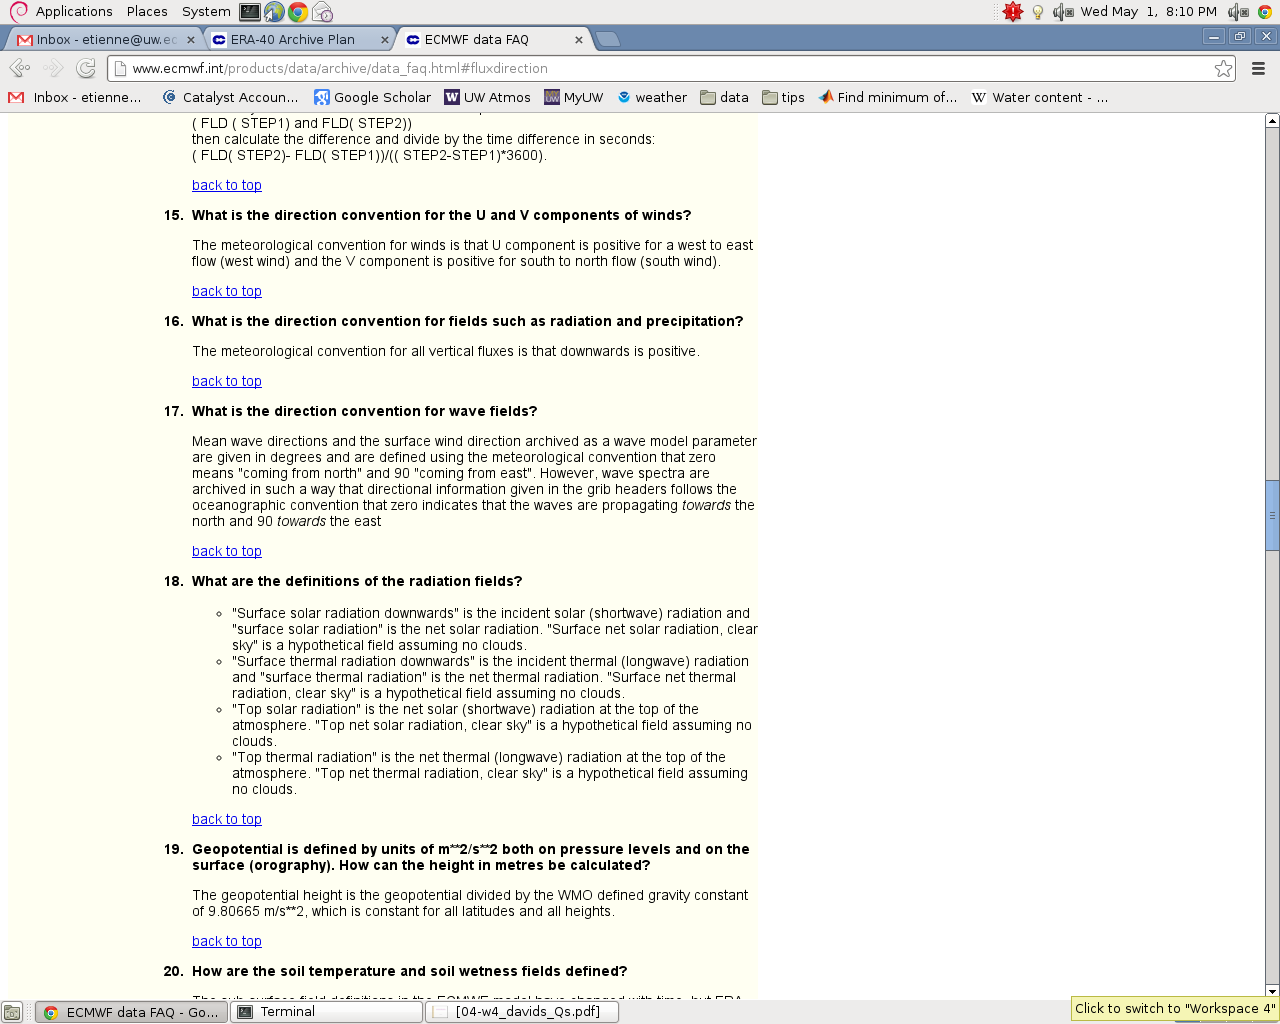 Applications Places System Wed May 1, 8:10 PM
Inbox - etienne@uw.ec ERA-40 Archive Plan ECMWF data FAQ
www.ecmwf.int/products/data/archive/data_faq.html#fluxdirection
Inbox - etienne... Catalyst Accoun... Google Scholar UW Atmos MyUW weather data tips Find minimum of... Water content - ...
( FLD ( STEP1) and FLD( STEP2))
then calculate the difference and divide by the time difference in seconds:
( FLD( STEP2)- FLD( STEP1))/(( STEP2-STEP1)*3600).
back to top
15. What is the direction convention for the U and V components of winds?
The meteorological convention for winds is that U component is positive for a west to east
flow (west wind) and the V component is positive for south to north flow (south wind).
back to top
16. What is the direction convention for fields such as radiation and precipitation?
The meteorological convention for all vertical fluxes is that downwards is positive.
back to top
17. What is the direction convention for wave fields?
Mean wave directions and the surface wind direction archived as a wave model parameter
are given in degrees and are defined using the meteorological convention that zero
means "coming from north" and 90 "coming from east". However, wave spectra are
archived in such a way that directional information given in the grib headers follows the
oceanographic convention that zero indicates that the waves are propagating towards the
north and 90 towards the east
back to top
18. What are the definitions of the radiation fields?
"Surface solar radiation downwards" is the incident solar (shortwave) radiation and
"surface solar radiation" is the net solar radiation. "Surface net solar radiation, clear
sky" is a hypothetical field assuming no clouds.
"Surface thermal radiation downwards" is the incident thermal (longwave) radiation
and "surface thermal radiation" is the net thermal radiation. "Surface net thermal
radiation, clear sky" is a hypothetical field assuming no clouds.
"Top solar radiation" is the net solar (shortwave) radiation at the top of the
atmosphere. "Top net solar radiation, clear sky" is a hypothetical field assuming no
clouds.
"Top thermal radiation" is the net thermal (longwave) radiation at the top of the
atmosphere. "Top net thermal radiation, clear sky" is a hypothetical field assuming
no clouds.
back to top
19. Geopotential is defined by units of m**2/s**2 both on pressure levels and on the
surface (orography). How can the height in metres be calculated?
The geopotential height is the geopotential divided by the WMO defined gravity constant
of 9.80665 m/s**2, which is constant for all latitudes and all heights.
back to top
20. How are the soil temperature and soil wetness fields defined?
The sub-surface field definitions in the ECMWF model have changed with time, but ERA-
ECMWF data FAQ - Go... Terminal [04-w4_davids_Qs.pdf] Click to switch to "Workspace 4"